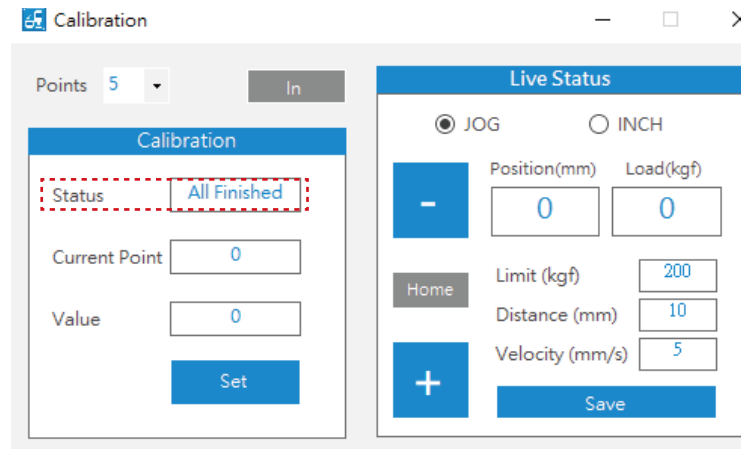 Calibration
Points 5 In
Calibration
Status All Finished
Current Point 0
Value 0
Set
Live Status
JOG INCH
- Position(mm) Load(kgf)
0 0
Home
Limit (kgf) 200
Distance (mm) 10
Velocity (mm/s) 5
+
Save